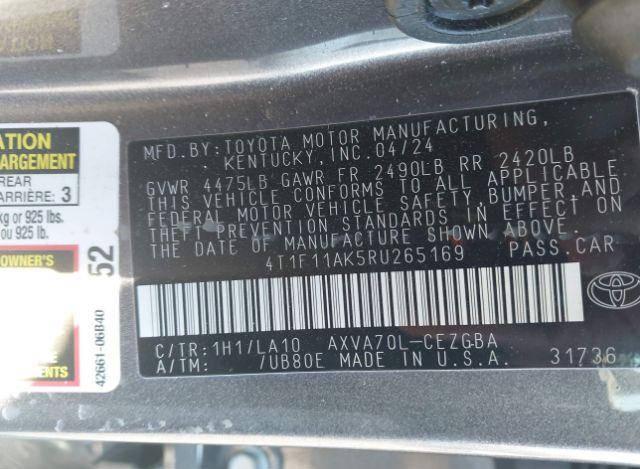 MFD.BY:TOYOTA MOTOR MANUFACTURING,
KENTUCKY,INC.04/24
GVWR 4475LB GAWR FR 2490LB RR 2420LB
THIS VEHICLE CONFORMS TO ALL APPLICABLE
FEDERAL MOTOR VEHICLE SAFETY,BUMPER,AND
THEFT PREVENTION STANDARDS IN EFFECT ON
THE DATE OF MANUFACTURE SHOWN ABOVE.
4T1F11AK5RU265169 PASS.CAR
C/TR:1H1/LA10 AXVA70L-CEZGBA
A/TM: /UB80E MADE IN U.S.A. 31736
TOYOTA
ATION
ARGEMENT
REAR
ARRIÈRE: 3
kg or 925 lbs.
ou 925 lb.
OWNER'S
ENTS
52
42661-06B40